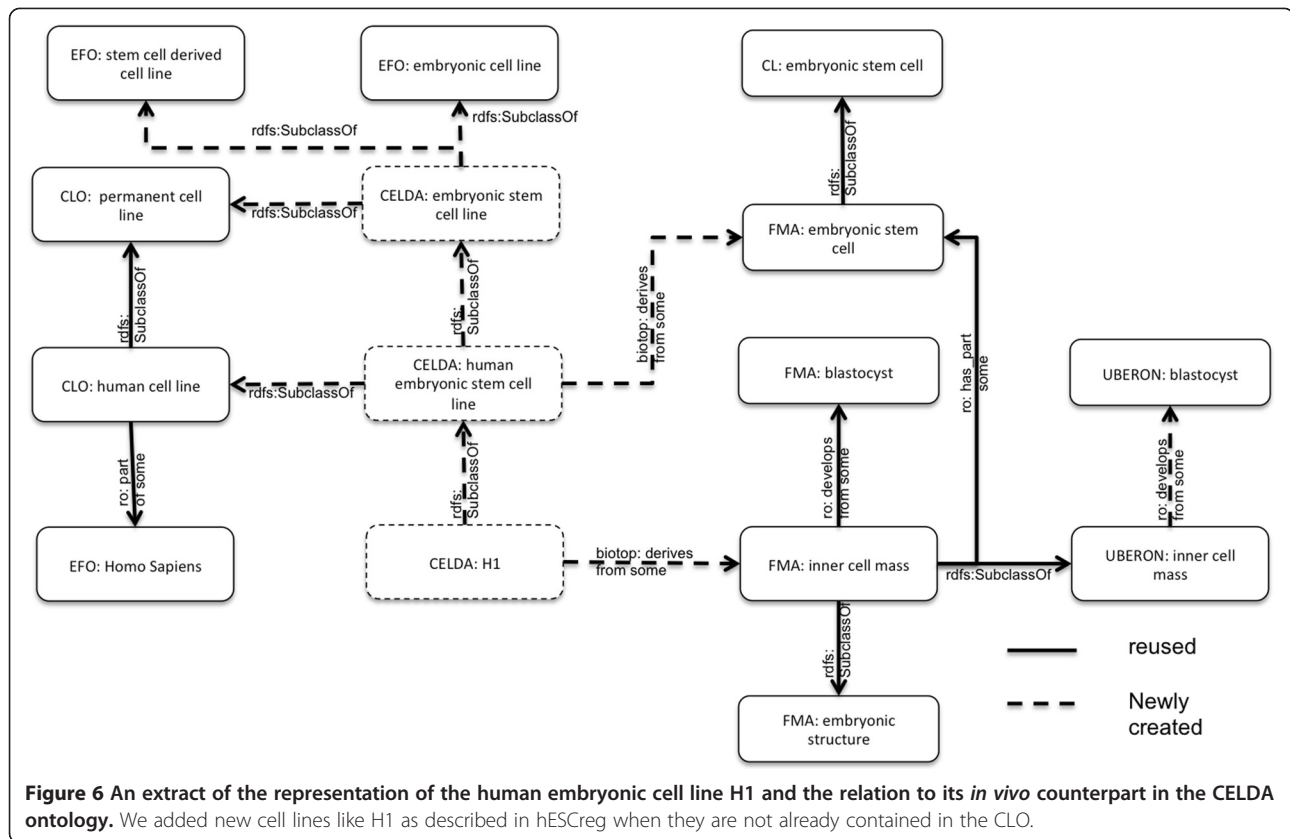 EFO: stem cell derived
cell line
EFO: embryonic cell line
CL: embryonic stem cell
rdfs:SubclassOf
rdfs:SubclassOf
rdfs:
SubclassOf
CLO: permanent cell
line
rdfs:SubclassOf
CELDA: embryonic stem
cell line
FMA: embryonic stem
cell
rdfs:
SubclassOf
rdfs:
SubclassOf
biotop: derives
from some
ro: has_part
some
CLO: human cell line
rdfs:SubclassOf
CELDA: human
embryonic stem cell
line
FMA: blastocyst
UBERON: blastocyst
ro: part
of some
rdfs:
SubclassOf
ro: develops
from some
ro: develops
from some
EFO: Homo Sapiens
CELDA: H1
biotop: derives
from some
FMA: inner cell mass
rdfs:SubclassOf
UBERON: inner cell
mass
rdfs:
SubclassOf
reused
Newly
created
FMA: embryonic
structure
Figure 6 An extract of the representation of the human embryonic cell line H1 and the relation to its in vivo counterpart in the CELDA
ontology. We added new cell lines like H1 as described in hESCreg when they are not already contained in the CLO.